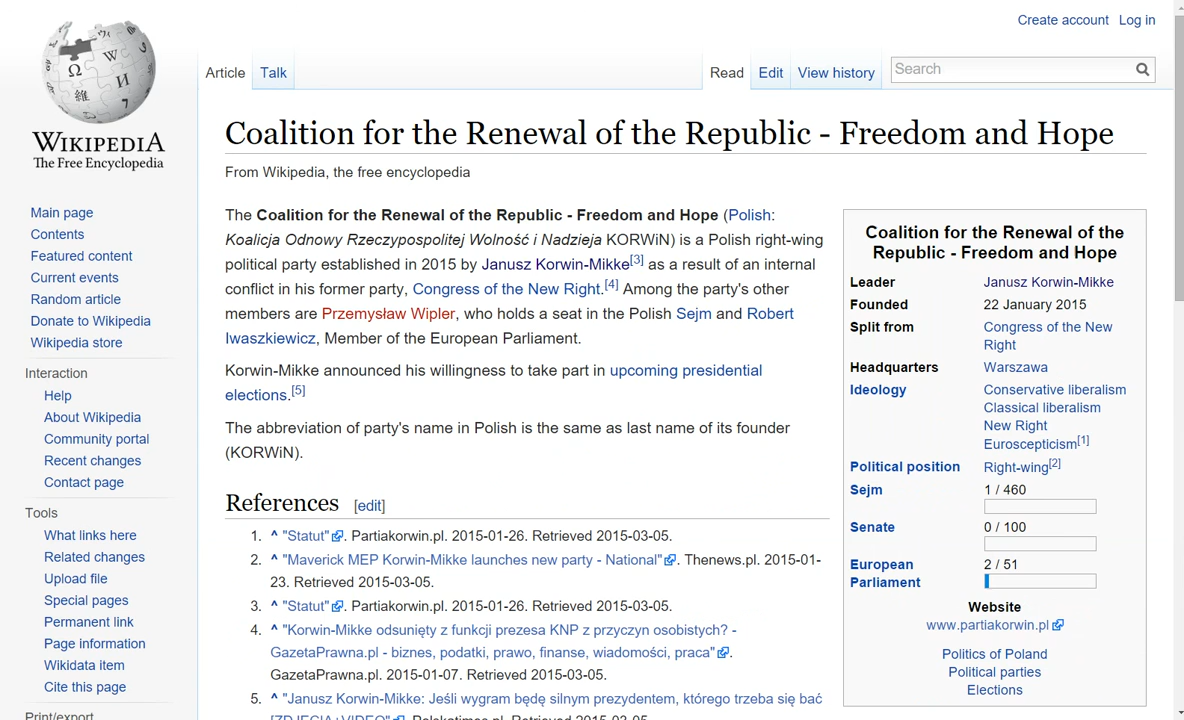 Create account Log in
Article Talk Read Edit View history Search
WIKIPEDIA
The Free Encyclopedia
Main page
Contents
Featured content
Current events
Random article
Donate to Wikipedia
Wikipedia store
Interaction
Help
About Wikipedia
Community portal
Recent changes
Contact page
Tools
What links here
Related changes
Upload file
Special pages
Permanent link
Page information
Wikidata item
Cite this page
Print/export
Coalition for the Renewal of the Republic - Freedom and Hope
From Wikipedia, the free encyclopedia
The Coalition for the Renewal of the Republic - Freedom and Hope (Polish:
Koalicja Odnowy Rzeczypospolitej Wolność i Nadzieja KORWiN) is a Polish right-wing
political party established in 2015 by Janusz Korwin-Mikke[3] as a result of an internal
conflict in his former party, Congress of the New Right.[4] Among the party's other
members are Przemysław Wipler, who holds a seat in the Polish Sejm and Robert
Iwaszkiewicz, Member of the European Parliament.
Korwin-Mikke announced his willingness to take part in upcoming presidential
elections.[5]
The abbreviation of party's name in Polish is the same as last name of its founder
(KORWiN).
References [edit]
1. ^ "Statut". Partiakorwin.pl. 2015-01-26. Retrieved 2015-03-05.
2. ^ "Maverick MEP Korwin-Mikke launches new party - National". Thenews.pl. 2015-01-
23. Retrieved 2015-03-05.
3. ^ "Statut". Partiakorwin.pl. 2015-01-26. Retrieved 2015-03-05.
4. ^ "Korwin-Mikke odsunięty z funkcji prezesa KNP z przyczyn osobistych? -
GazetaPrawna.pl - biznes, podatki, prawo, finanse, wiadomości, praca".
GazetaPrawna.pl. 2015-01-07. Retrieved 2015-03-05.
5. ^ "Janusz Korwin-Mikke: Jeśli wygram będę silnym prezydentem, którego trzeba się bać
[ZDJĘCIA+VIDEO". Polskatimes.pl. Retrieved 2015-03-05.
Coalition for the Renewal of the
Republic - Freedom and Hope
Leader Janusz Korwin-Mikke
Founded 22 January 2015
Split from Congress of the New
Right
Headquarters Warszawa
Ideology Conservative liberalism
Classical liberalism
New Right
Euroscepticism[1]
Political position Right-wing[2]
Sejm 1 / 460
Senate 0 / 100
European 2 / 51
Parliament
Website
www.partiakorwin.pl
Politics of Poland
Political parties
Elections